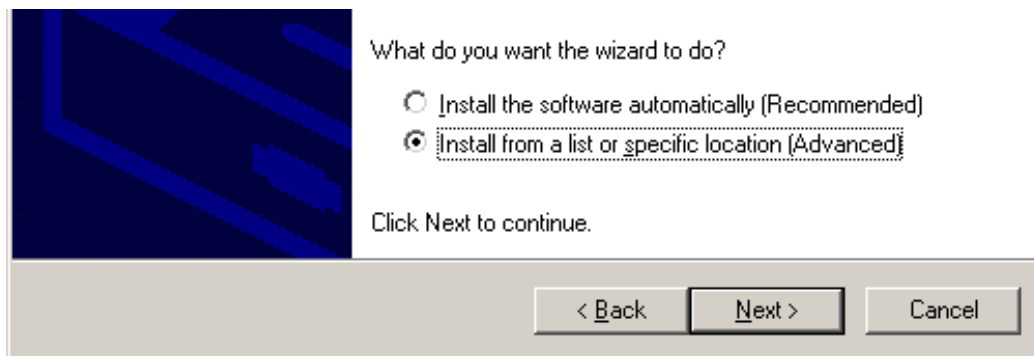 What do you want the wizard to do?
Install the software automatically (Recommended)
Install from a list or specific location (Advanced)
Click Next to continue.
< Back Next > Cancel